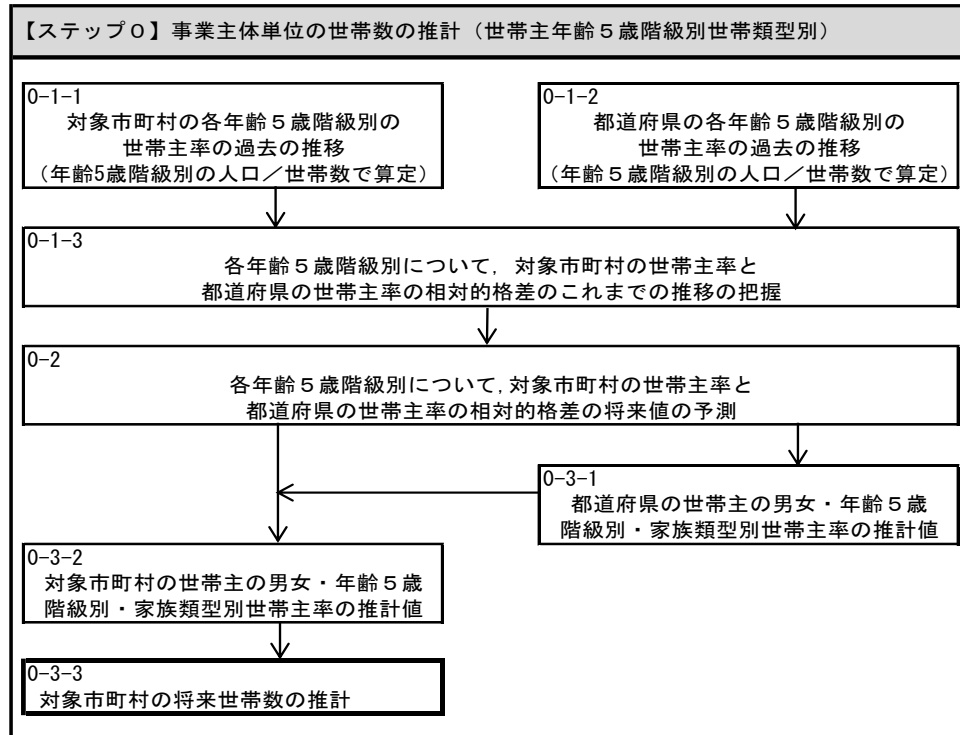 【ステップ０】事業主体単位の世帯数の推計（世帯主年齢５歳階級別世帯類型別）
0-1-1
対象市町村の各年齢５歳階級別の
世帯主率の過去の推移
（年齢5歳階級別の人口／世帯数で算定）
0-1-2
都道府県の各年齢５歳階級別の
世帯主率の過去の推移
（年齢５歳階級別の人口／世帯数で算定）
0-1-3
各年齢５歳階級別について，対象市町村の世帯主率と
都道府県の世帯主率の相対的格差のこれまでの推移の把握
0-2
各年齢５歳階級別について,対象市町村の世帯主率と
都道府県の世帯主率の相対的格差の将来値の予測
0-3-1
都道府県の世帯主の男女・年齢５歳
階級別・家族類型別世帯主率の推計値
0-3-2
対象市町村の世帯主の男女・年齢５歳
階級別・家族類型別世帯主率の推計値
0-3-3
対象市町村の将来世帯数の推計